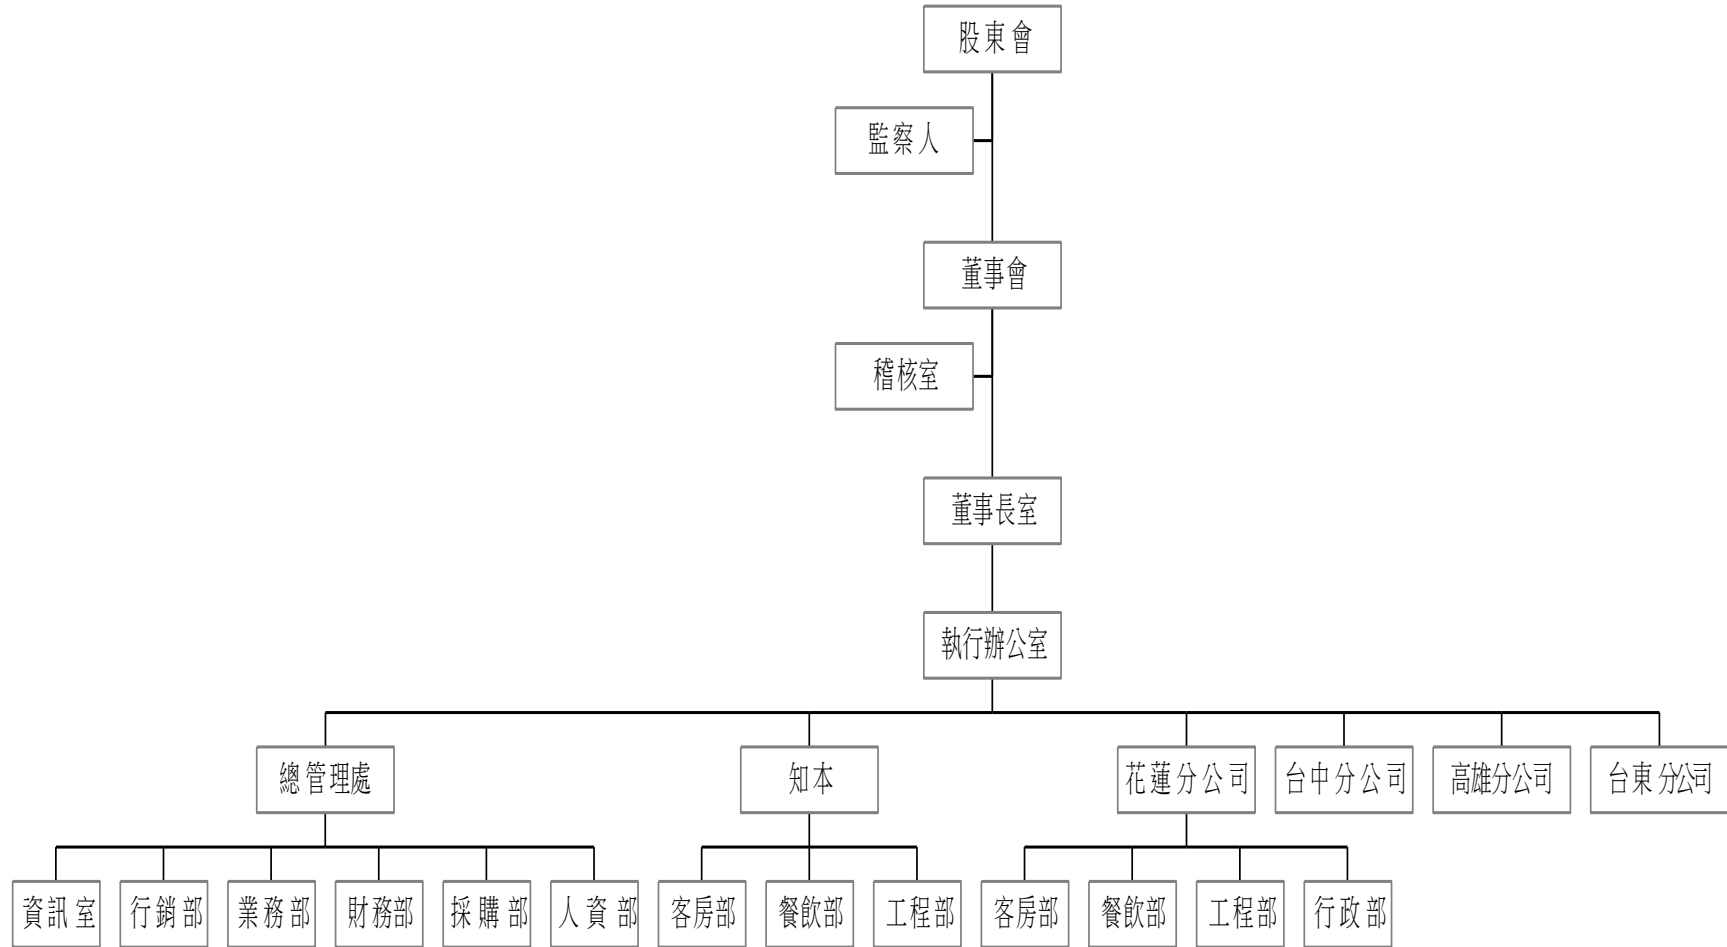 股東會
監察人
董事會
稽核室
董事長室
執行辦公室
總管理處
知本
花蓮分公司
台中分公司
高雄分公司
台東分公司
資訊室
行銷部
業務部
財務部
採購部
人資部
客房部
餐飲部
工程部
客房部
餐飲部
工程部
行政部